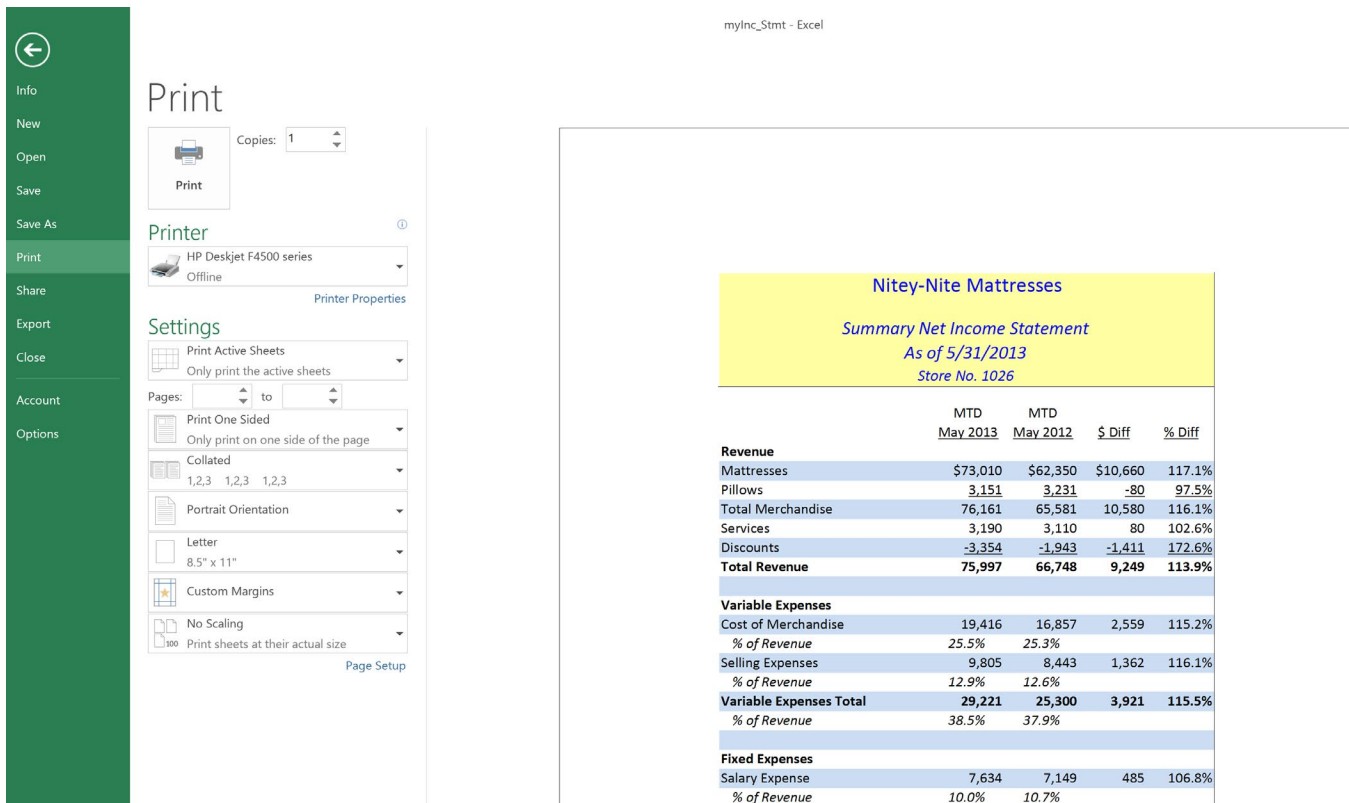 myInc_Stmt - Excel
Info
New
Open
Save
Save As
Print
Share
Export
Close
Account
Options
Print
Copies: 1
Print
Printer
HP Deskjet F4500 series
Offline
Printer Properties
Settings
Print Active Sheets
Only print the active sheets
Pages: to
Print One Sided
Only print on one side of the page
Collated
1,2,3 1,2,3 1,2,3
Portrait Orientation
Letter
8.5" x 11"
Custom Margins
No Scaling
100 Print sheets at their actual size
Page Setup
Nitey-Nite Mattresses
Summary Net Income Statement
As of 5/31/2013
Store No. 1026
MTD MTD
May 2013 May 2012 $ Diff % Diff
Revenue
Mattresses $73,010 $62,350 $10,660 117.1%
Pillows 3,151 3,231 -80 97.5%
Total Merchandise 76,161 65,581 10,580 116.1%
Services 3,190 3,110 80 102.6%
Discounts -3,354 -1,943 -1,411 172.6%
Total Revenue 75,997 66,748 9,249 113.9%
Variable Expenses
Cost of Merchandise 19,416 16,857 2,559 115.2%
% of Revenue 25.5% 25.3%
Selling Expenses 9,805 8,443 1,362 116.1%
% of Revenue 12.9% 12.6%
Variable Expenses Total 29,221 25,300 3,921 115.5%
% of Revenue 38.5% 37.9%
Fixed Expenses
Salary Expense 7,634 7,149 485 106.8%
% of Revenue 10.0% 10.7%